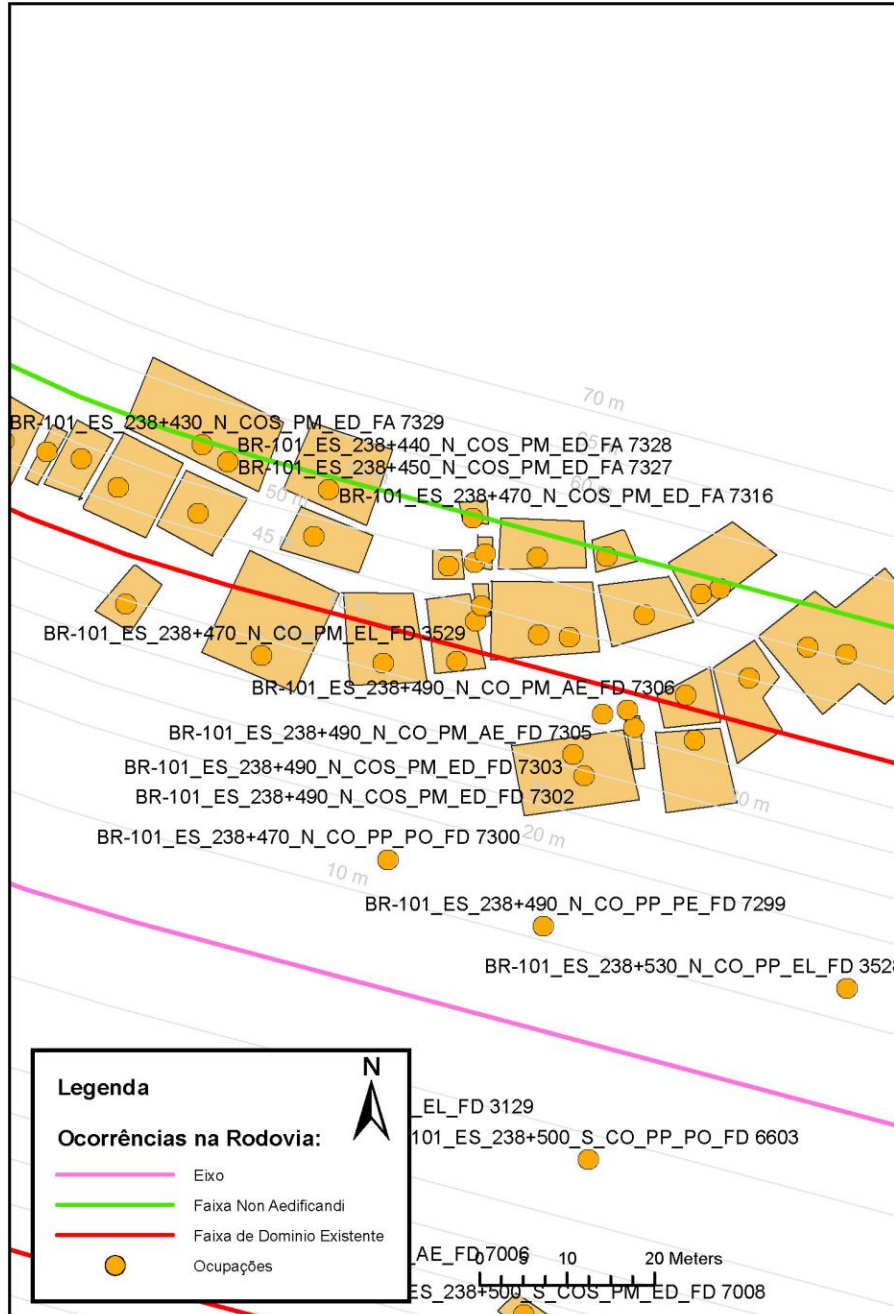 70 m
65 m
BR-101_ES_238+430_N_COS_PM_ED_FA 7329
BR-101_ES_238+440_N_COS_PM_ED_FA 7328
BR-101_ES_238+450_N_COS_PM_ED_FA 7327
60 m
50 m
BR-101_ES_238+470_N_COS_PM_ED_FA 7316
45 m
BR-101_ES_238+470_N_CO_PM_EL_FD 3529
BR-101_ES_238+490_N_CO_PM_AE_FD 7306
BR-101_ES_238+490_N_CO_PM_AE_FD 7305
BR-101_ES_238+490_N_COS_PM_ED_FD 7303
BR-101_ES_238+490_N_COS_PM_ED_FD 7302
20 m
BR-101_ES_238+470_N_CO_PP_PO_FD 7300
10 m
BR-101_ES_238+490_N_CO_PP_PE_FD 7299
BR-101_ES_238+530_N_CO_PP_EL_FD 3528
N
Legenda
_EL_FD 3129
Ocorrências na Rodovia:
101_ES_238+500_S_CO_PP_PO_FD 6603
Eixo
Faixa Non Aedificandi
Faixa de Dominio Existente
_AE_FD 7006
0 5 10 20 Meters
Ocupações
ES_238+500_S_COS_PM_ED_FD 7008